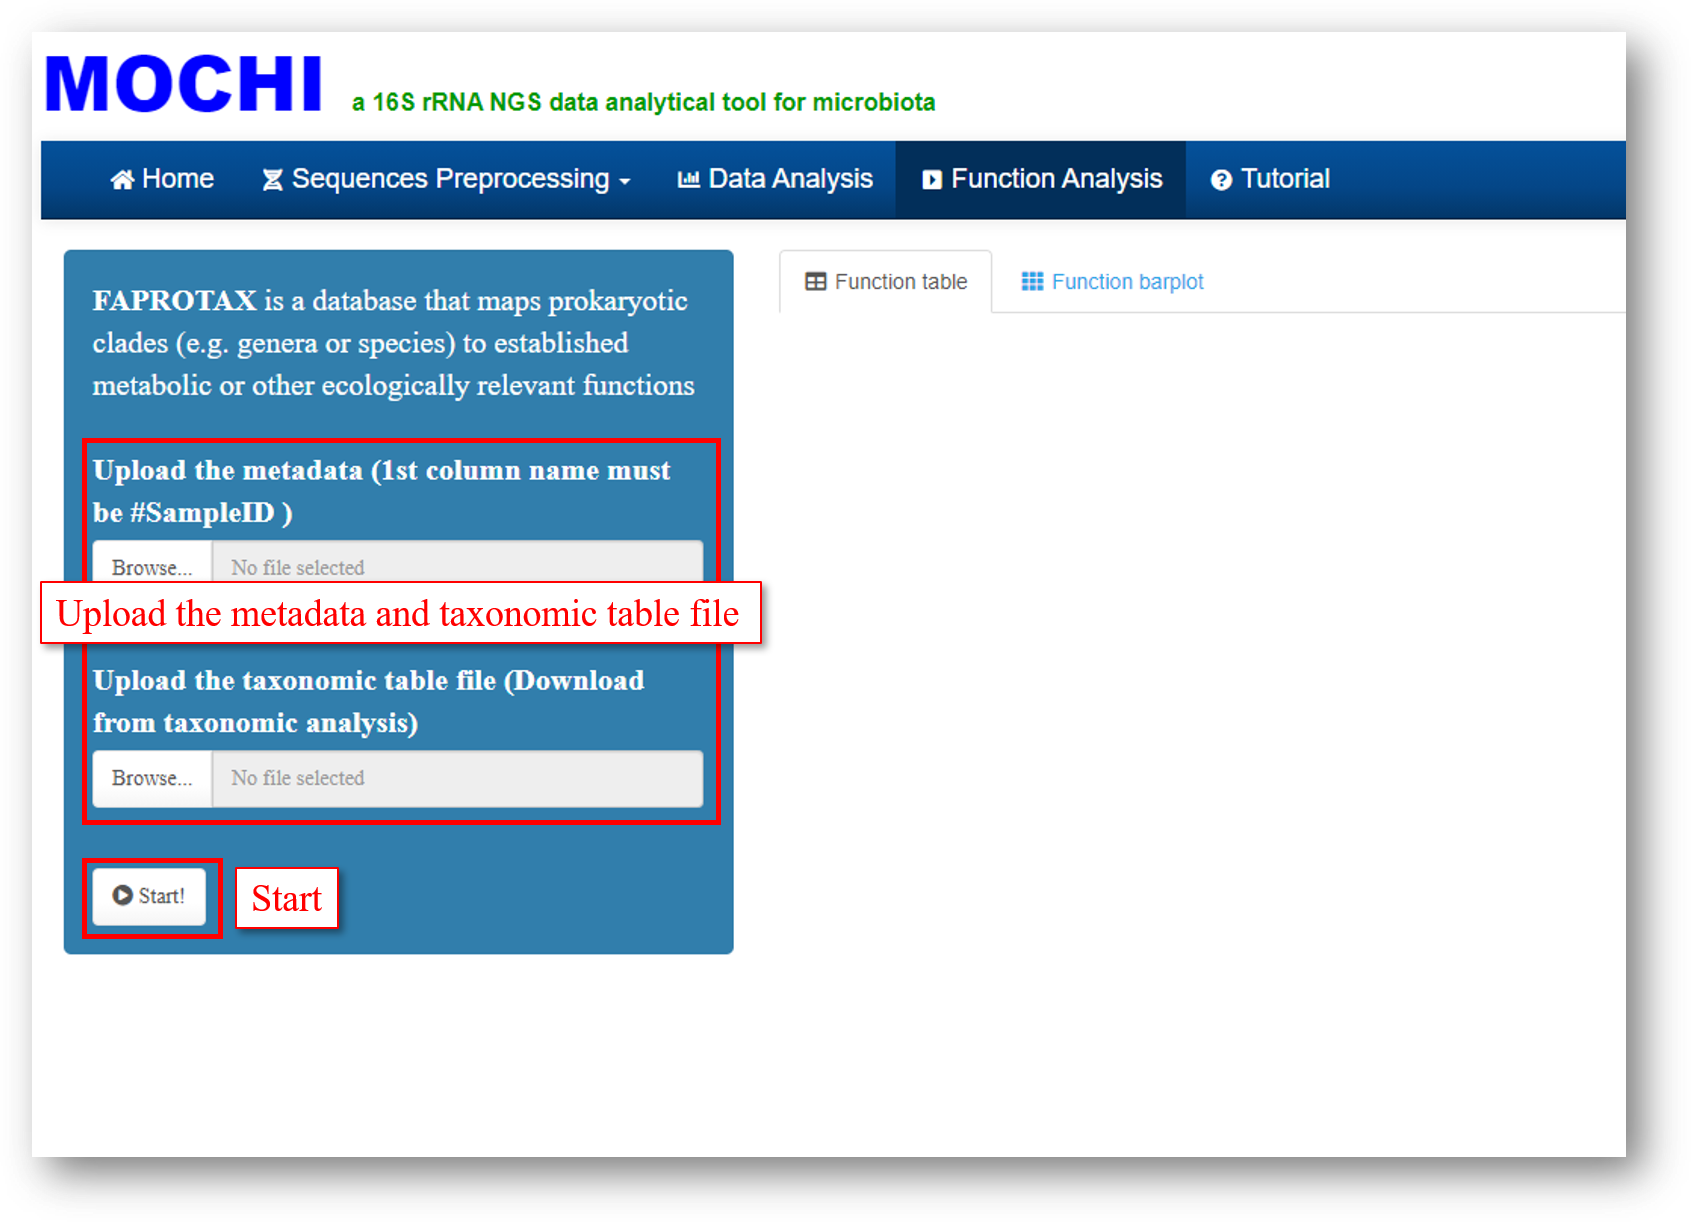 MOCHI a 16S rRNA NGS data analytical tool for microbiota
Home Sequences Preprocessing Data Analysis Function Analysis Tutorial
FAPROTAX is a database that maps prokaryotic
clades (e.g. genera or species) to established
metabolic or other ecologically relevant functions
Upload the metadata (1st column name must
be #SampleID )
Browse... No file selected
Upload the metadata and taxonomic table file
Upload the taxonomic table file (Download
from taxonomic analysis)
Browse... No file selected
Start! Start
Function table Function barplot